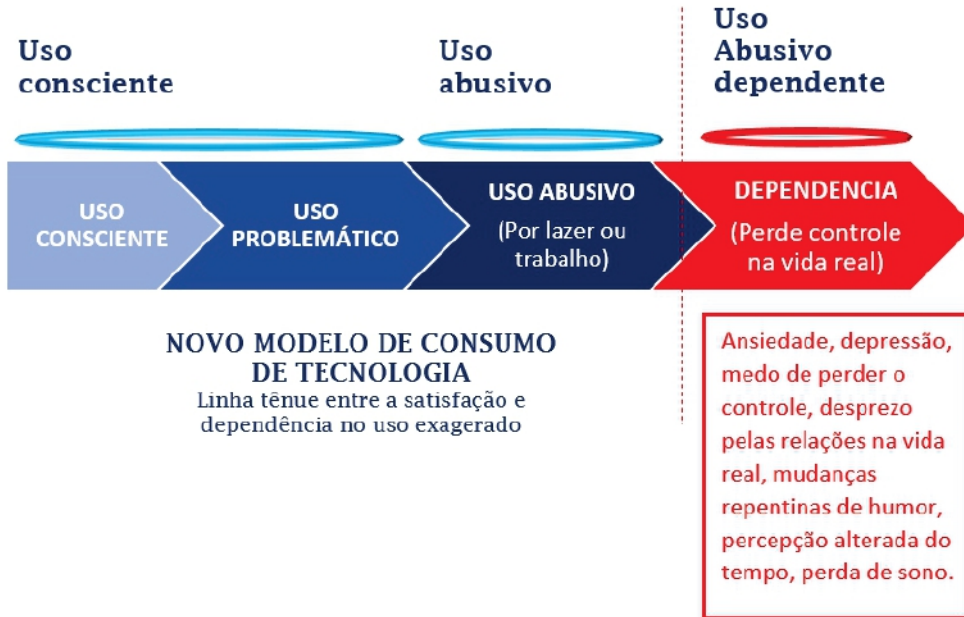 Uso
consciente
Uso
abusivo
Uso
Abusivo
dependente
USO
CONSCIENTE
USO
PROBLEMÁTICO
USO ABUSIVO
(Por lazer ou
trabalho)
DEPENDENCIA
(Perde controle
na vida real)
NOVO MODELO DE CONSUMO
DE TECNOLOGIA
Linha tênue entre a satisfação e
dependência no uso exagerado
Ansiedade, depressão,
medo de perder o
controle, desprezo
pelas relações na vida
real, mudanças
repentinas de humor,
percepção alterada do
tempo, perda de sono.